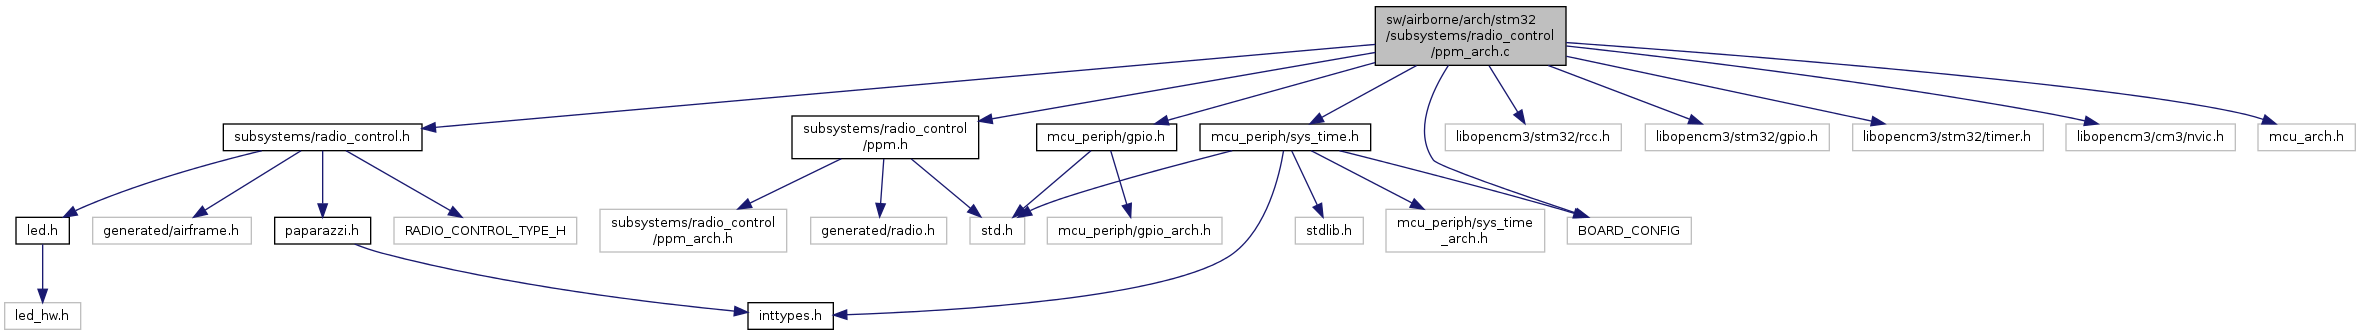 sw/airborne/arch/stm32
/subsystems/radio_control
/ppm_arch.c
subsystems/radio_control.h
subsystems/radio_control
/ppm.h
mcu_periph/gpio.h
mcu_periph/sys_time.h
libopencm3/stm32/rcc.h
libopencm3/stm32/gpio.h
libopencm3/stm32/timer.h
libopencm3/cm3/nvic.h
mcu_arch.h
led.h
generated/airframe.h
paparazzi.h
RADIO_CONTROL_TYPE_H
subsystems/radio_control
/ppm_arch.h
generated/radio.h
std.h
mcu_periph/gpio_arch.h
stdlib.h
mcu_periph/sys_time
_arch.h
BOARD_CONFIG
led_hw.h
inttypes.h